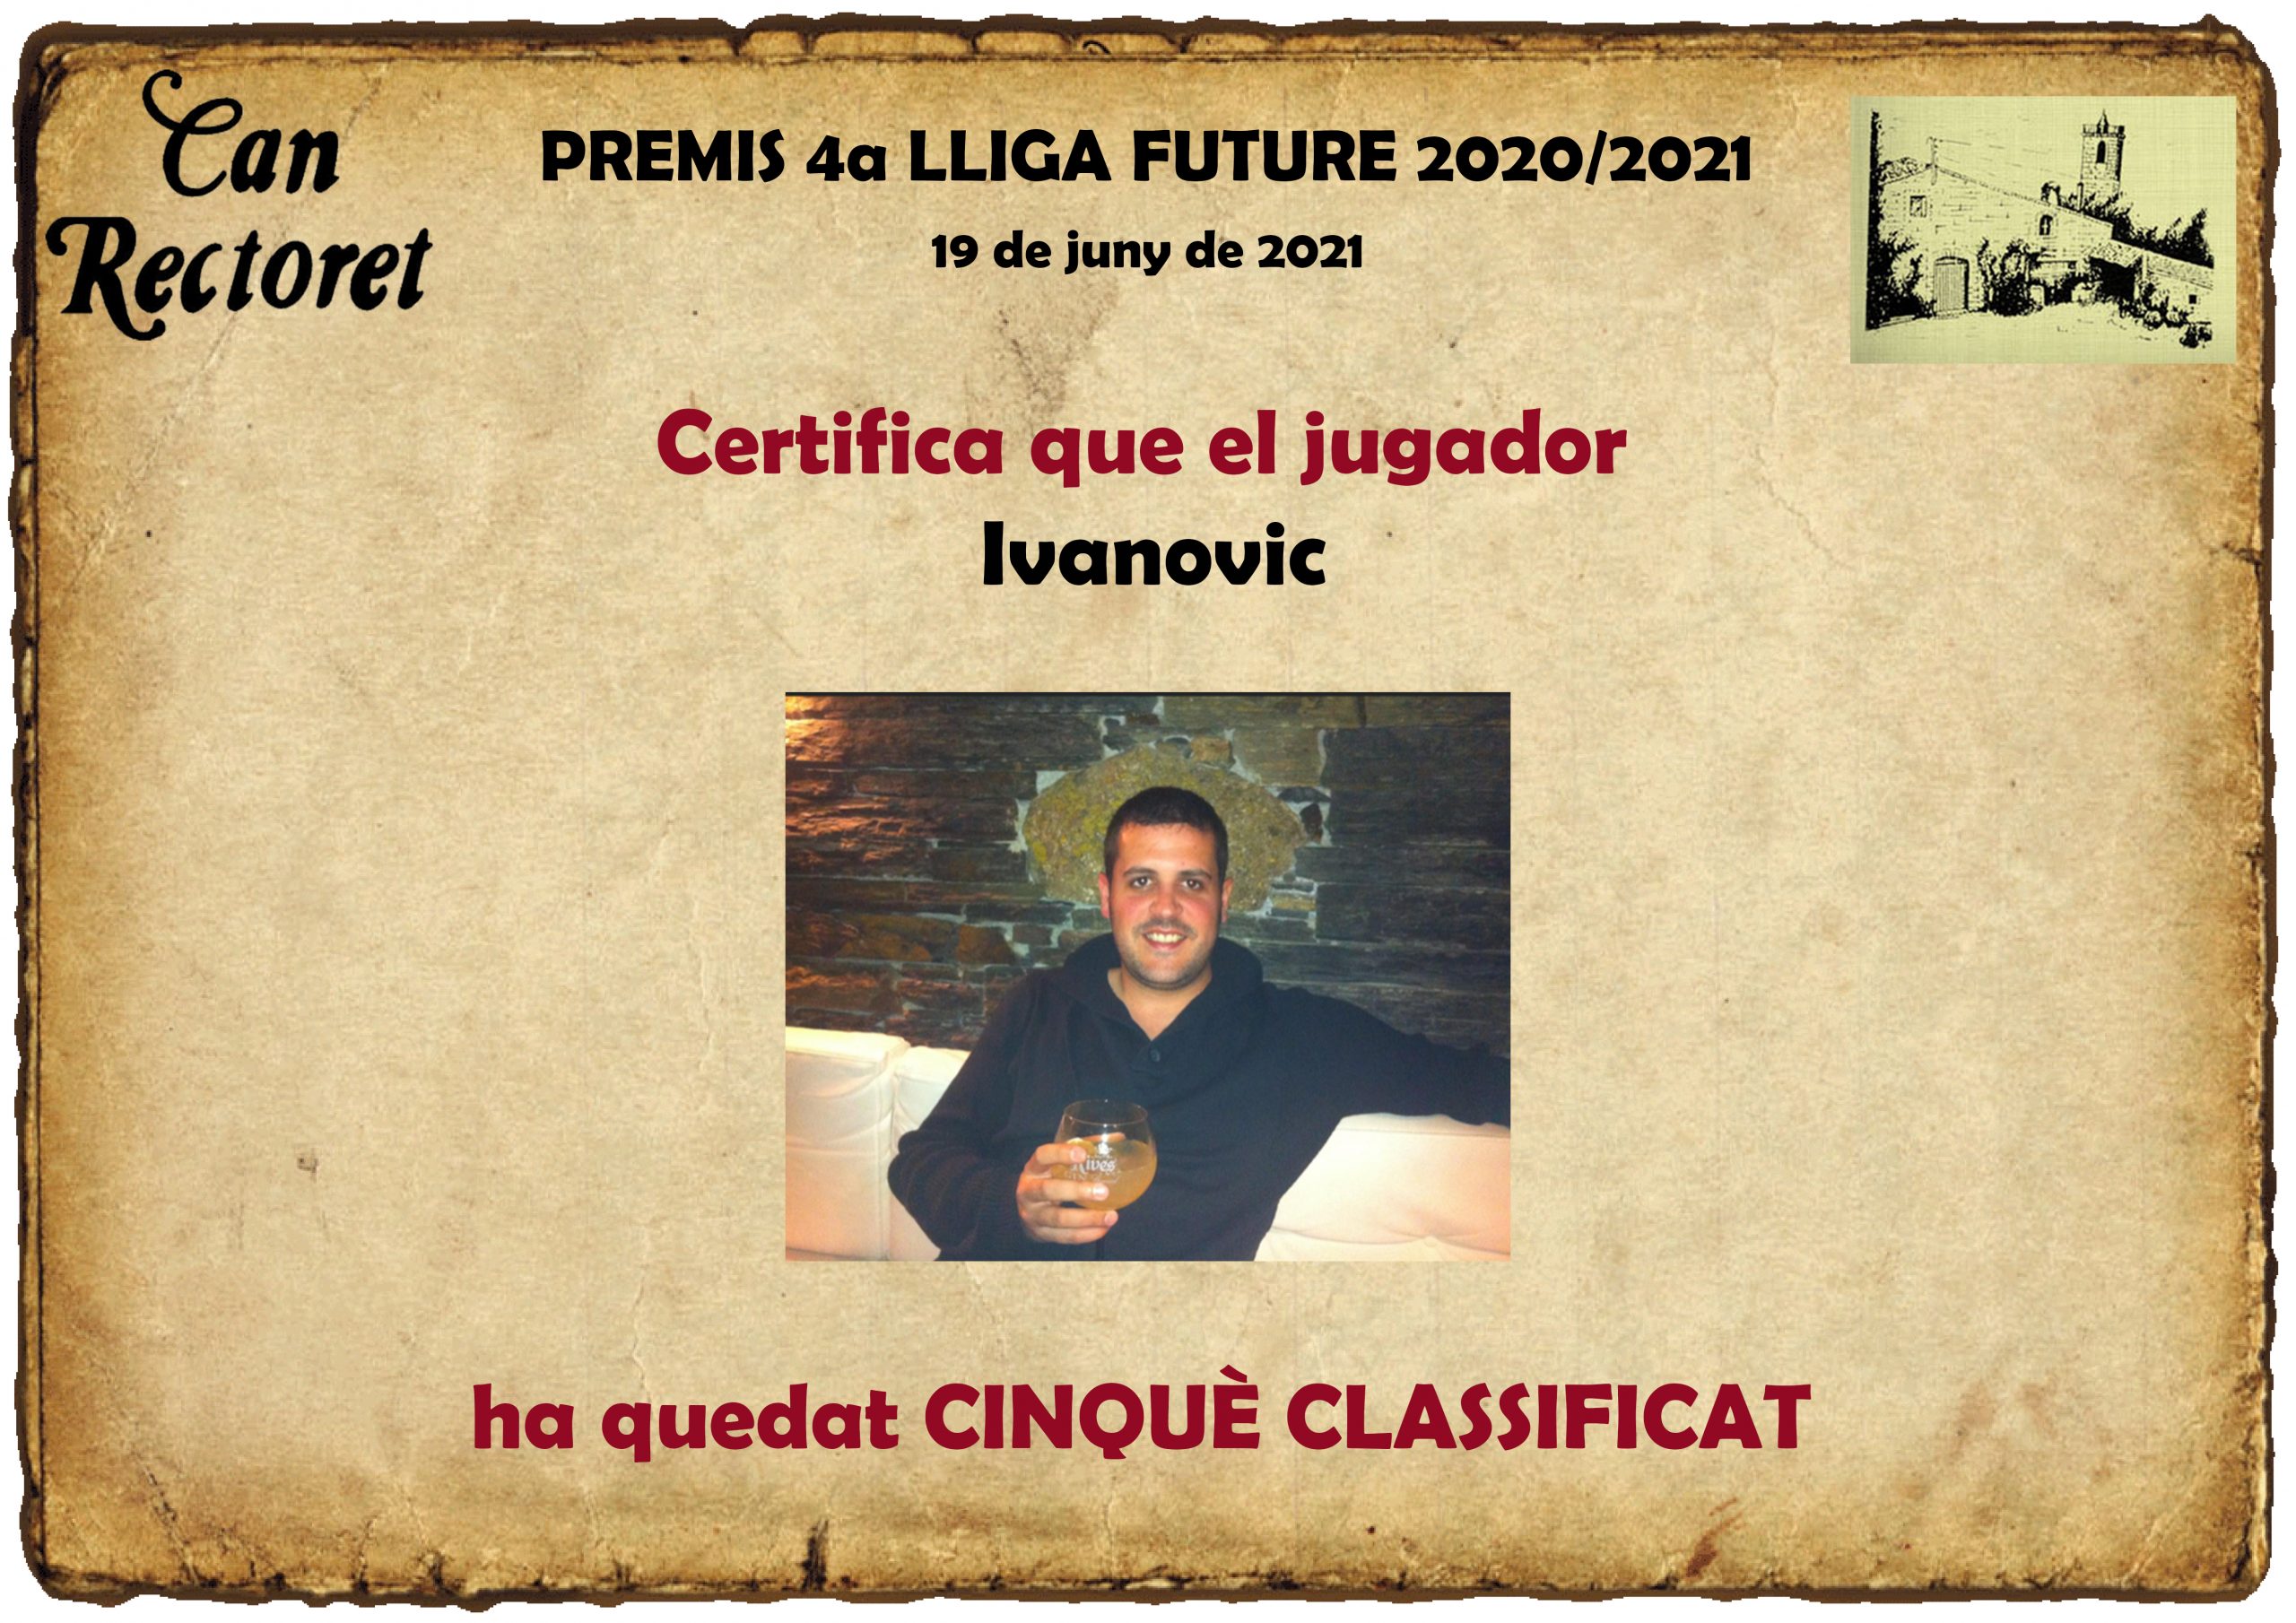 Can
Rectoret
PREMIS 4a LLIGA FUTURE 2020/2021
19 de juny de 2021
Certifica que el jugador
Ivanovic
Rives
ha quedat CINQUÈ CLASSIFICAT